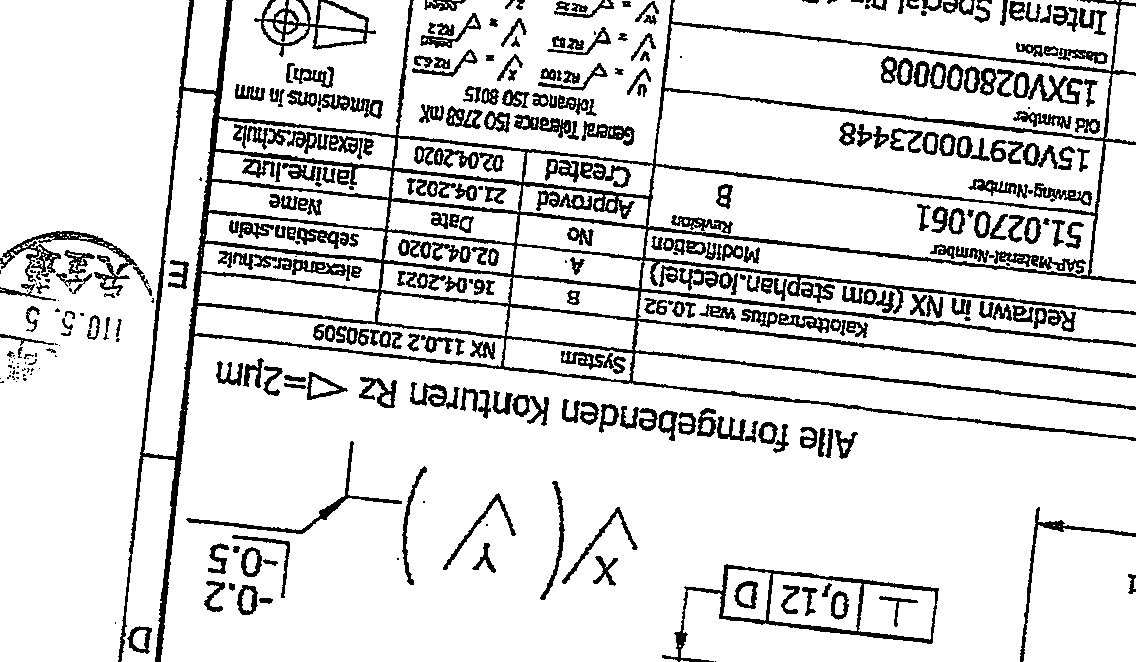 ⊥ 0,12 D
X ( Y )
-0.2
-0.5
D
Alle formgebenden Konturen Rz ◁=2µm
System NX 11.0.2 20190509
Kalottenradius war 10.92 B 16.04.2021 alexander.schulz
Redrawn in NX (from stephan.loechel) A. 02.04.2020 sebastian.stein
Modification No Date Name
E
110.5.5
SAP-Material-Number
51.0270.061
Revision
B
Approved 21.04.2021 janine.lutz
Created 02.04.2020 alexander.schulz
Drawing-Number
15V029T00023448
Old Number
15XV0280000008
General Tolerance ISO 2768 mK
Tolerance ISO 8015
Dimensions in mm
[inch]
U = RZ 100
X = RZ 6.3
V = RZ 63
Y = RZ 2
W = RZ 25
Classification
Internal Special